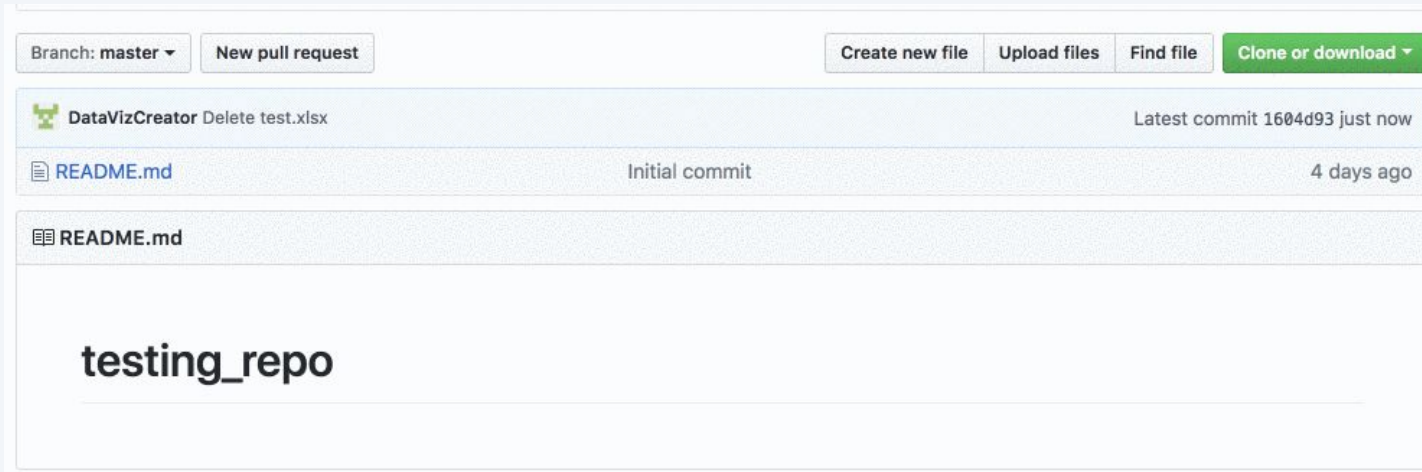 Branch: master New pull request Create new file Upload files Find file Clone or download
DataVizCreator Delete test.xlsx Latest commit 1604d93 just now
README.md Initial commit 4 days ago
README.md
testing_repo